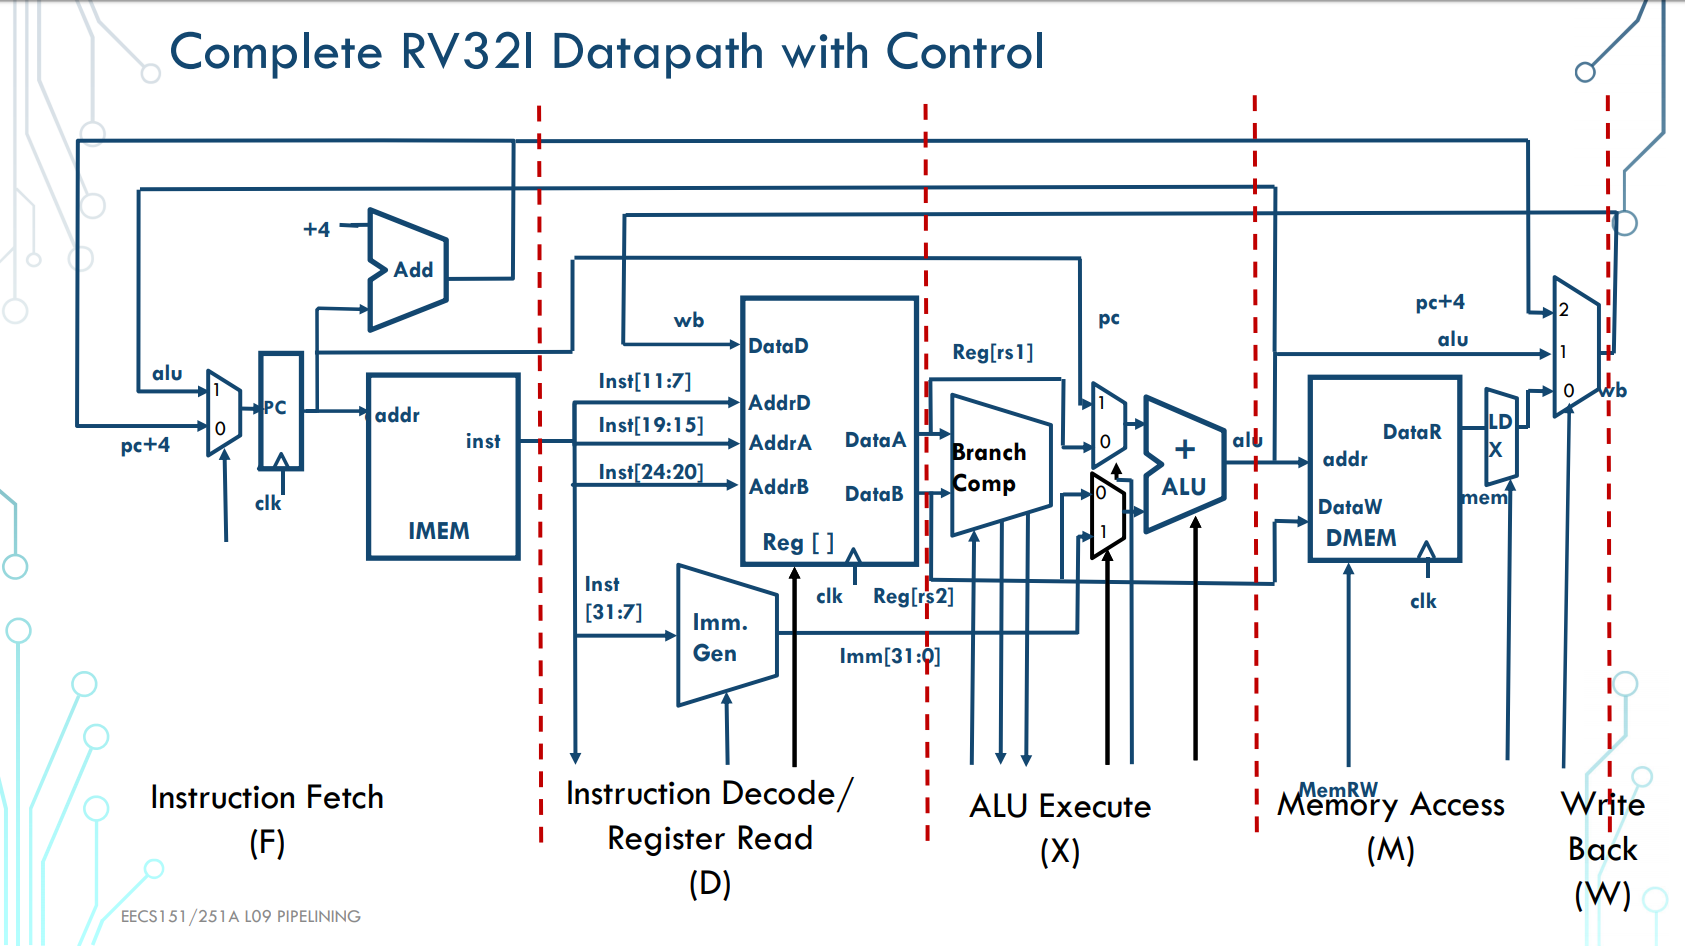 Complete RV32I Datapath with Control
+4
Add
alu
1
PC
0
pc+4
clk
addr
inst
IMEM
wb
DataD
Inst[11:7]
AddrD
Inst[19:15]
AddrA
DataA
Inst[24:20]
AddrB
DataB
Reg [ ]
clk
Reg[rs2]
Inst
[31:7]
Imm.
Gen
Imm[31:0]
Reg[rs1]
pc
Branch
Comp
1
0
0
1
+
ALU
alu
addr
DataR
DataW
DMEM
clk
LD
X
mem
pc+4
alu
2
1
0
wb
MemRW
Instruction Fetch
(F)
Instruction Decode/
Register Read
(D)
ALU Execute
(X)
Memory Access
(M)
Write
Back
(W)
EECS151/251A L09 PIPELINING